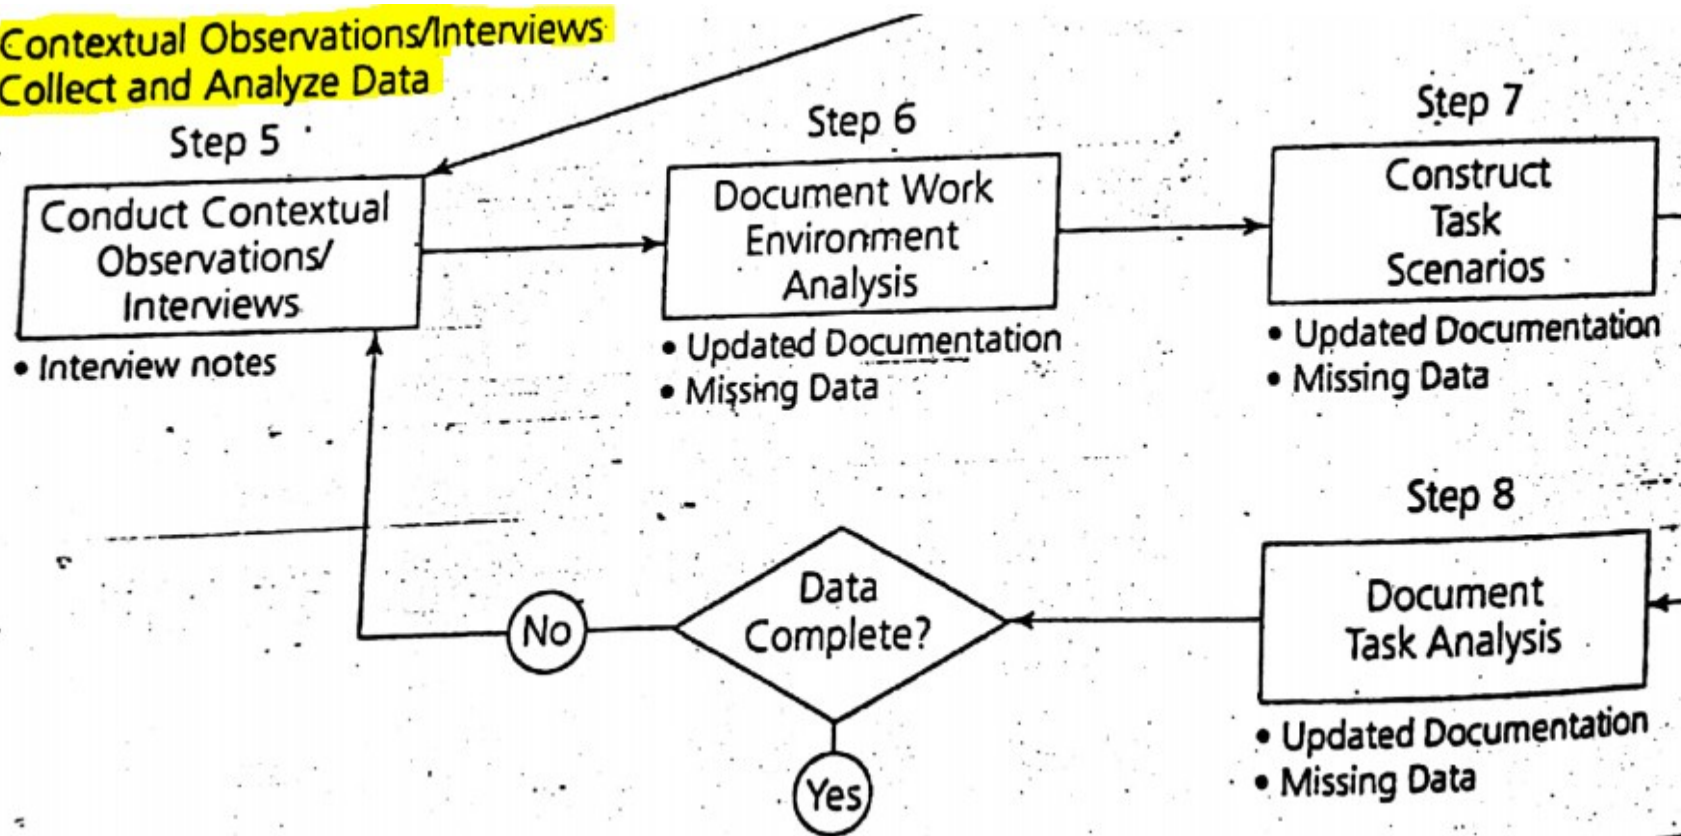 Contextual Observations/Interviews
Collect and Analyze Data
Step 5
Conduct Contextual
Observations/
Interviews
• Interview notes
Step 6
Document Work
Environment
Analysis
• Updated Documentation
• Missing Data
Step 7
Construct
Task
Scenarios
• Updated Documentation
• Missing Data
Step 8
Document
Task Analysis
• Updated Documentation
• Missing Data
Data
Complete?
No
Yes